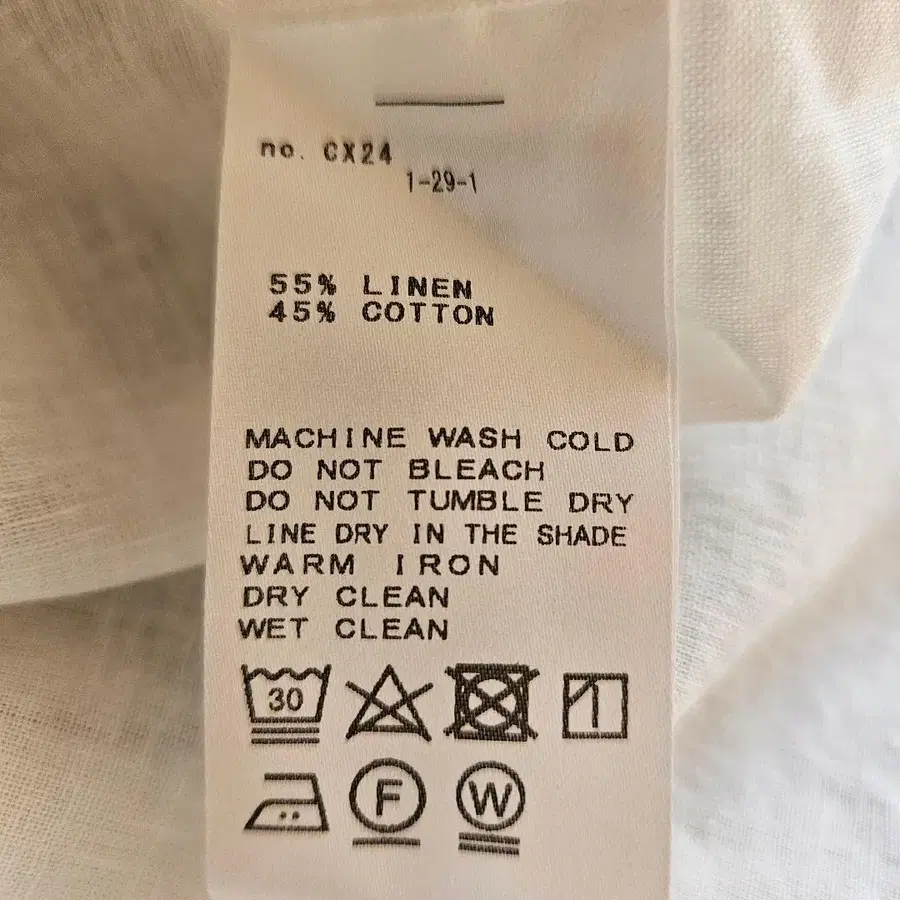 no. CX24
1-29-1
55% LINEN
45% COTTON
MACHINE WASH COLD
DO NOT BLEACH
DO NOT TUMBLE DRY
LINE DRY IN THE SHADE
WARM IRON
DRY CLEAN
WET CLEAN
30
F W